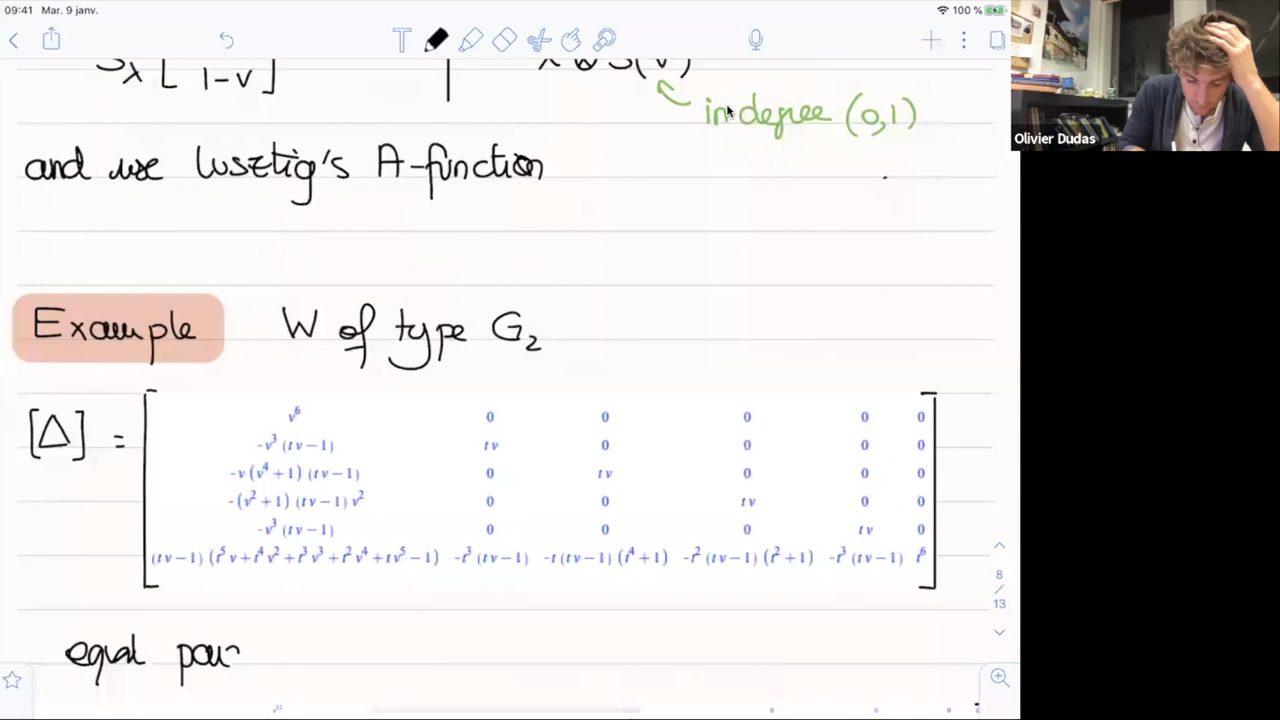 09:41 Mar. 9 janv.
100 %
Olivier Dudas
in degree (0,1)
and use Lusztig's A-function
Example W of type G₂
[Δ] =
v⁶ 0 0 0 0 0
-v³ (tv-1) tv 0 0 0 0
-v(v⁴+1) (tv-1) 0 tv 0 0 0
-(v²+1) (tv-1) v² 0 0 tv 0 0
-v³ (tv-1) 0 0 0 tv 0
(tv-1) (t⁵v+t⁴v²+t³v³+t²v⁴+tv⁵-1) -t³ (tv-1) -t(tv-1) (t⁴+1) -t² (tv-1) (t²+1) -t³ (tv-1) t⁶
8
/
13
equal